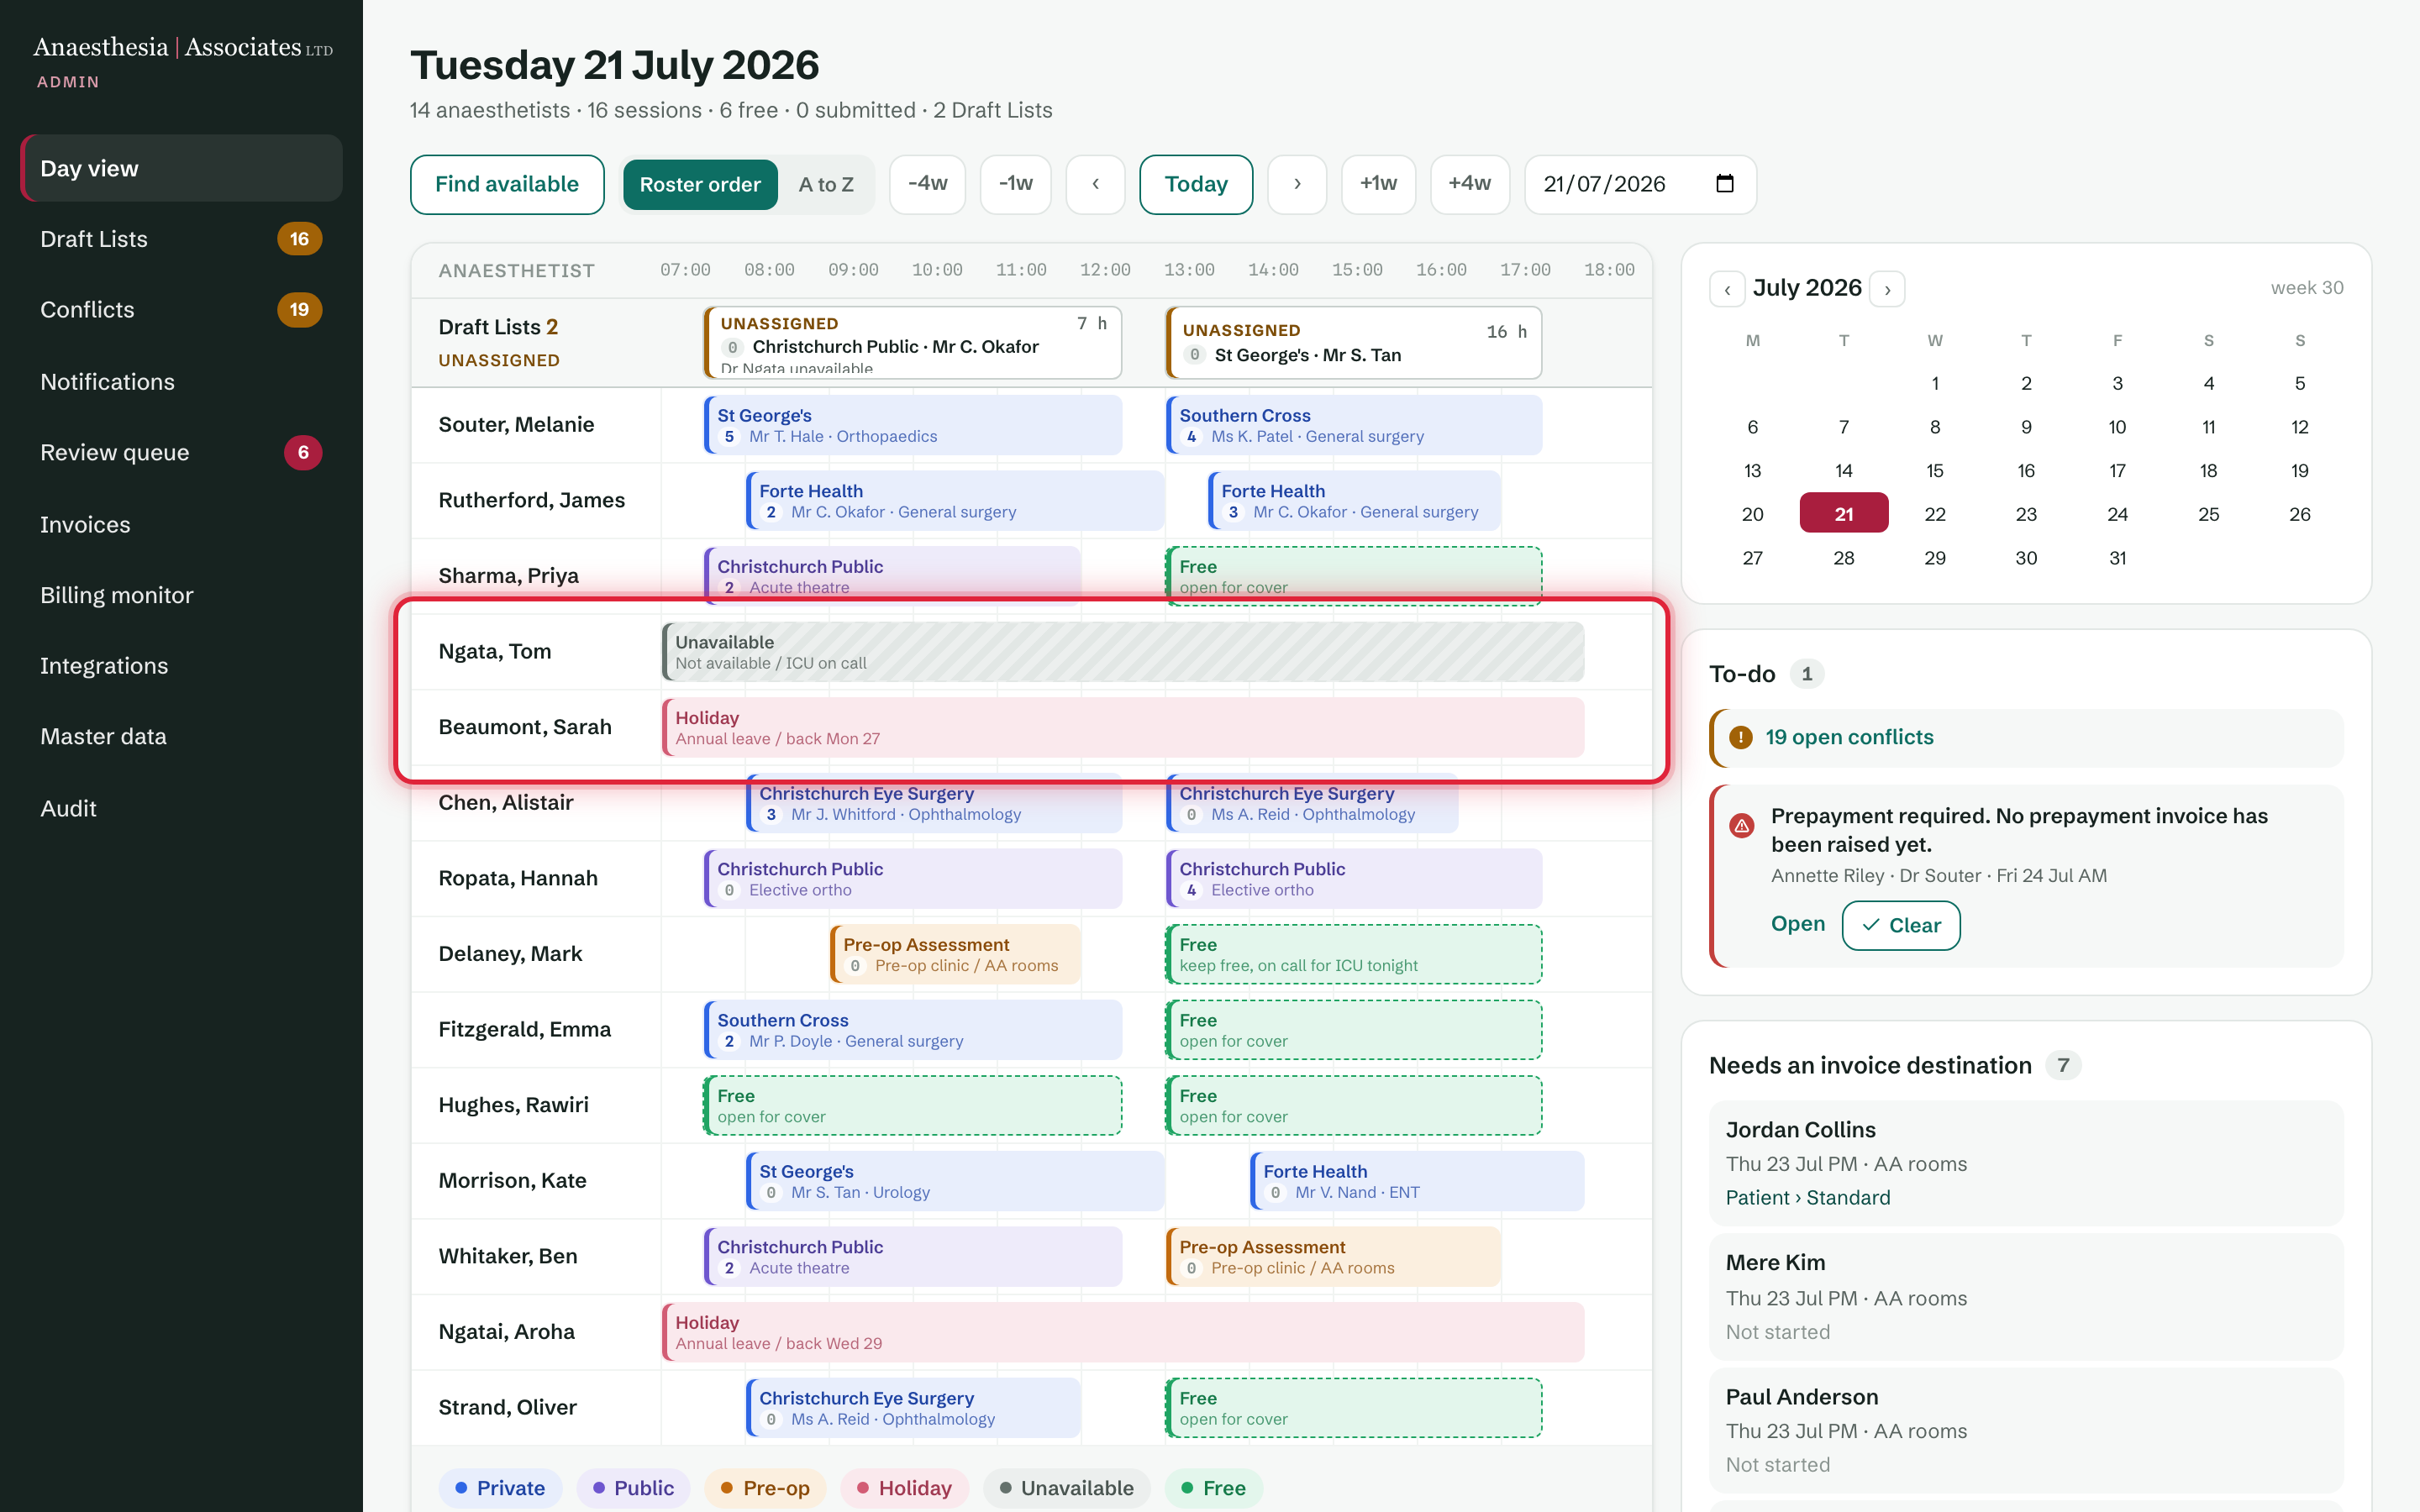 Anaesthesia | Associates LTD
ADMIN
Day view
Draft Lists 16
Conflicts 19
Notifications
Review queue 6
Invoices
Billing monitor
Integrations
Master data
Audit
Tuesday 21 July 2026
14 anaesthetists · 16 sessions · 6 free · 0 submitted · 2 Draft Lists
Find available Roster order A to Z -4w -1w ‹ Today › +1w +4w 21/07/2026
ANAESTHETIST 07:00 08:00 09:00 10:00 11:00 12:00 13:00 14:00 15:00 16:00 17:00 18:00
Draft Lists 2
UNASSIGNED
UNASSIGNED 7 h
0 Christchurch Public · Mr C. Okafor
Dr Ngata unavailable
UNASSIGNED 16 h
0 St George's · Mr S. Tan
Souter, Melanie
St George's
5 Mr T. Hale · Orthopaedics
Southern Cross
4 Ms K. Patel · General surgery
Rutherford, James
Forte Health
2 Mr C. Okafor · General surgery
Forte Health
3 Mr C. Okafor · General surgery
Sharma, Priya
Christchurch Public
2 Acute theatre
Free
open for cover
Ngata, Tom
Unavailable
Not available / ICU on call
Beaumont, Sarah
Holiday
Annual leave / back Mon 27
Chen, Alistair
Christchurch Eye Surgery
3 Mr J. Whitford · Ophthalmology
Christchurch Eye Surgery
0 Ms A. Reid · Ophthalmology
Ropata, Hannah
Christchurch Public
0 Elective ortho
Christchurch Public
4 Elective ortho
Delaney, Mark
Pre-op Assessment
0 Pre-op clinic / AA rooms
Free
keep free, on call for ICU tonight
Fitzgerald, Emma
Southern Cross
2 Mr P. Doyle · General surgery
Free
open for cover
Hughes, Rawiri
Free
open for cover
Free
open for cover
Morrison, Kate
St George's
0 Mr S. Tan · Urology
Forte Health
0 Mr V. Nand · ENT
Whitaker, Ben
Christchurch Public
2 Acute theatre
Pre-op Assessment
0 Pre-op clinic / AA rooms
Ngatai, Aroha
Holiday
Annual leave / back Wed 29
Strand, Oliver
Christchurch Eye Surgery
0 Ms A. Reid · Ophthalmology
Free
open for cover
Private Public Pre-op Holiday Unavailable Free
‹ July 2026 › week 30
M T W T F S S
1 2 3 4 5
6 7 8 9 10 11 12
13 14 15 16 17 18 19
20 21 22 23 24 25 26
27 28 29 30 31
To-do 1
19 open conflicts
Prepayment required. No prepayment invoice has
been raised yet.
Annette Riley · Dr Souter · Fri 24 Jul AM
Open ✓ Clear
Needs an invoice destination 7
Jordan Collins
Thu 23 Jul PM · AA rooms
Patient › Standard
Mere Kim
Thu 23 Jul PM · AA rooms
Not started
Paul Anderson
Thu 23 Jul PM · AA rooms
Not started